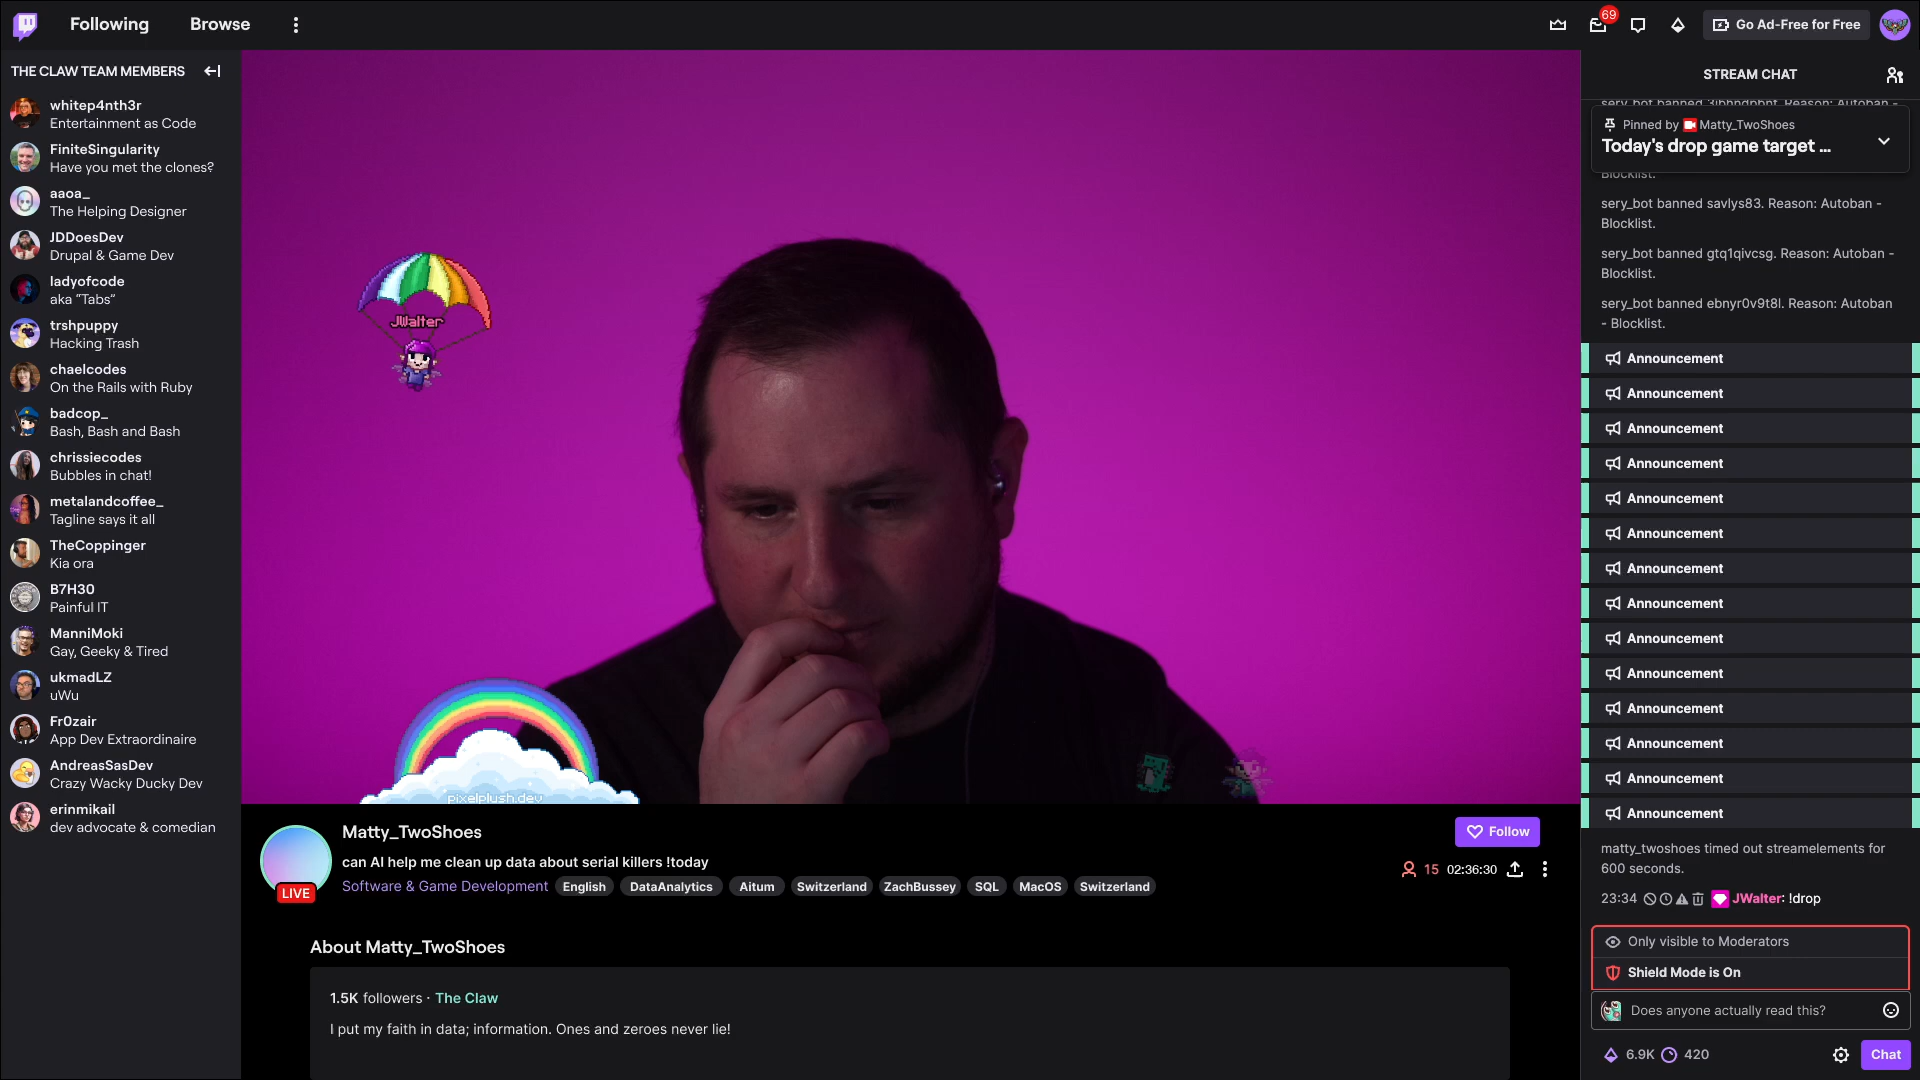 Following
Browse
69
Go Ad-Free for Free
THE CLAW TEAM MEMBERS
whitep4nth3r
Entertainment as Code
FiniteSingularity
Have you met the clones?
aaoa_
The Helping Designer
JDDoesDev
Drupal & Game Dev
ladyofcode
aka “Tabs”
trshpuppy
Hacking Trash
chaelcodes
On the Rails with Ruby
badcop_
Bash, Bash and Bash
chrissiecodes
Bubbles in chat!
metalandcoffee_
Tagline says it all
TheCoppinger
Kia ora
B7H30
Painful IT
ManniMoki
Gay, Geeky & Tired
ukmadLZ
uWu
Fr0zair
App Dev Extraordinaire
AndreasSasDev
Crazy Wacky Ducky Dev
erinmikail
dev advocate & comedian
JWalter
pixelplush.dev
LIVE
Matty_TwoShoes
can AI help me clean up data about serial killers !today
Software & Game Development English DataAnalytics Aitum Switzerland ZachBussey SQL MacOS Switzerland
Follow
15 02:36:30
About Matty_TwoShoes
1.5K followers · The Claw
I put my faith in data; information. Ones and zeroes never lie!
STREAM CHAT
sery_bot banned Reason: Autoban -
Pinned by Matty_TwoShoes
Today's drop game target ...
Blocklist.
sery_bot banned savlys83. Reason: Autoban -
Blocklist.
sery_bot banned gtq1qivcsg. Reason: Autoban -
Blocklist.
sery_bot banned ebnyr0v9t8l. Reason: Autoban
- Blocklist.
Announcement
Announcement
Announcement
Announcement
Announcement
Announcement
Announcement
Announcement
Announcement
Announcement
Announcement
Announcement
Announcement
Announcement
matty_twoshoes timed out streamelements for
600 seconds.
23:34 JWalter: !drop
Only visible to Moderators
Shield Mode is On
Does anyone actually read this?
6.9K 420
Chat